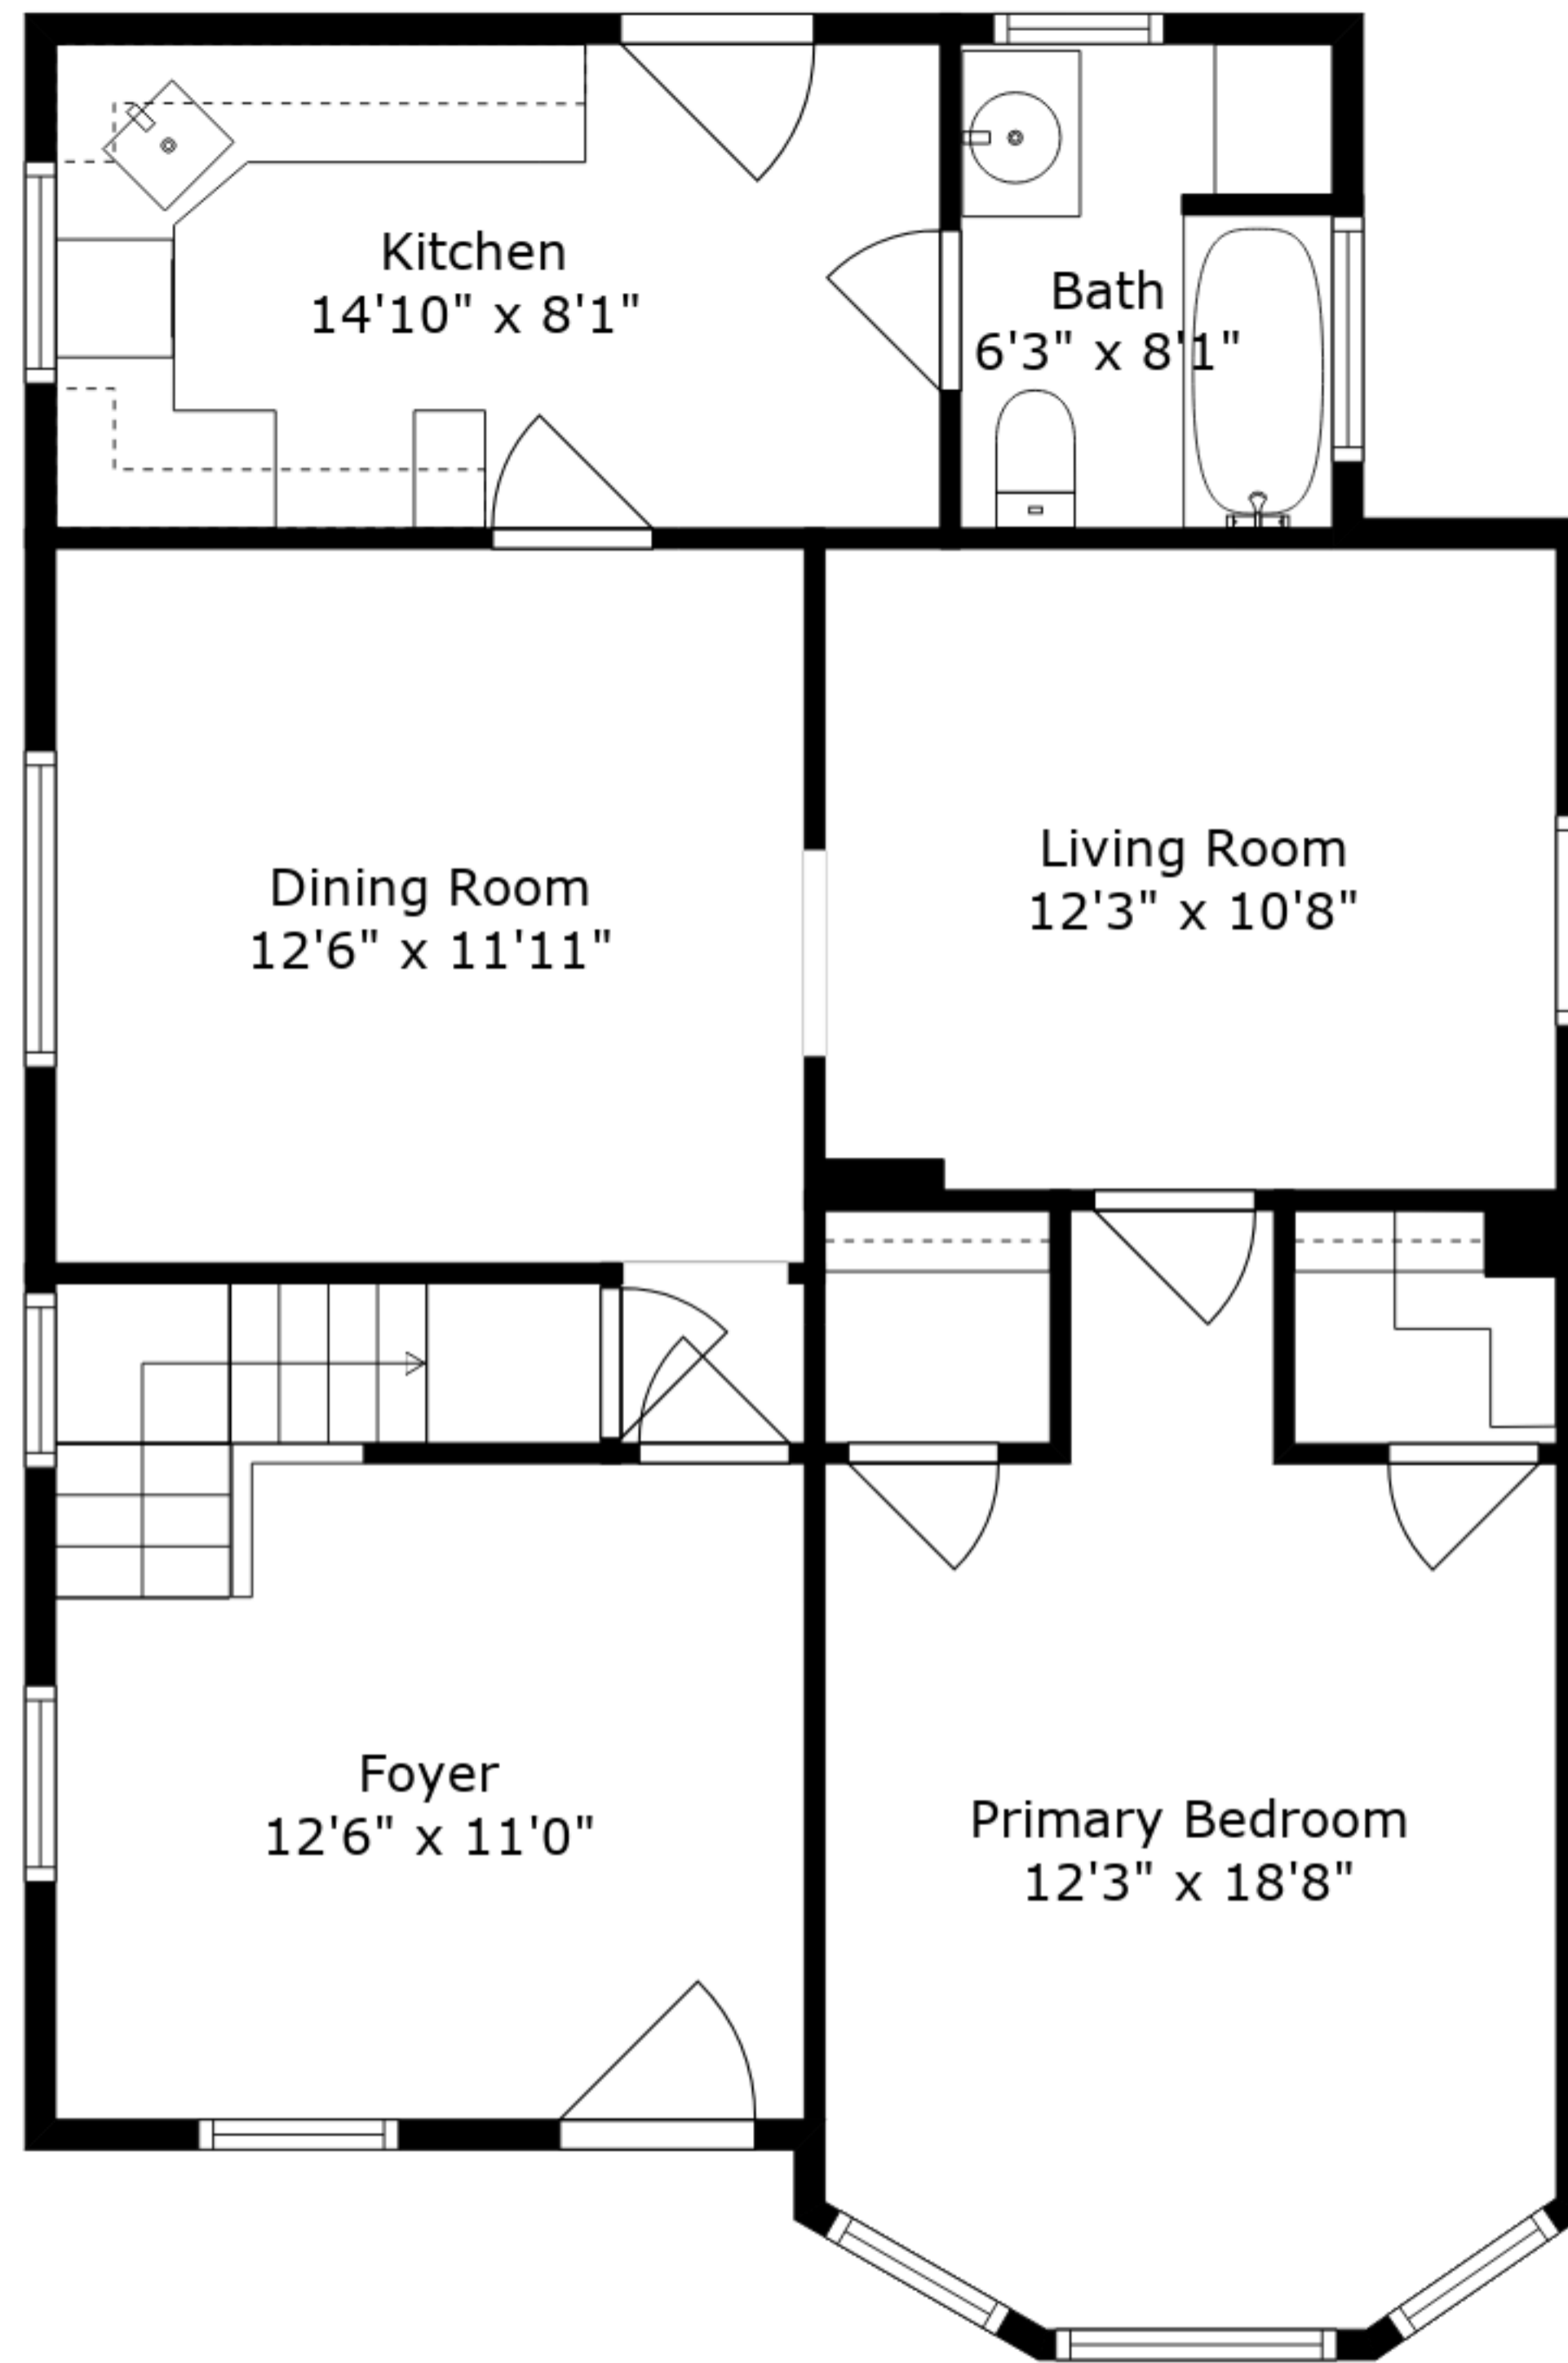 Kitchen
14'10" x 8'1"
Bath
6'3" x 8'1"
Dining Room
12'6" x 11'11"
Living Room
12'3" x 10'8"
Foyer
12'6" x 11'0"
Primary Bedroom
12'3" x 18'8"